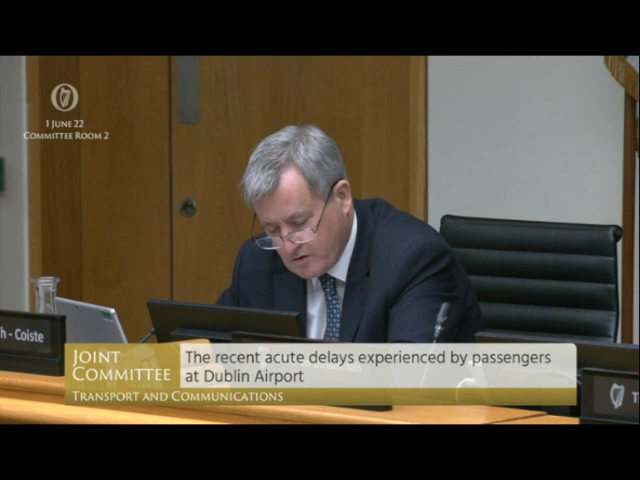 1 JUNE 22
COMMITTEE ROOM 2
h - Coiste
JOINT
COMMITTEE
The recent acute delays experienced by passengers
at Dublin Airport
TRANSPORT AND COMMUNICATIONS
T